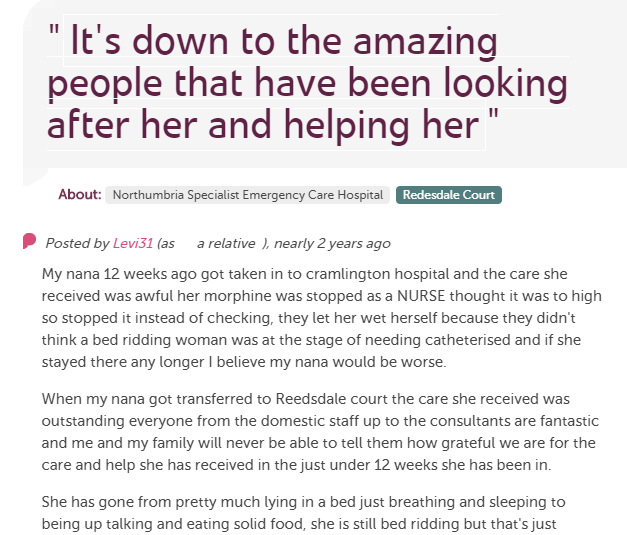 " It's down to the amazing
people that have been looking
after her and helping her "
About: Northumbria Specialist Emergency Care Hospital Redesdale Court
Posted by Levi31 (as a relative ), nearly 2 years ago
My nana 12 weeks ago got taken in to cramlington hospital and the care she
received was awful her morphine was stopped as a NURSE thought it was to high
so stopped it instead of checking, they let her wet herself because they didn't
think a bed ridding woman was at the stage of needing catheterised and if she
stayed there any longer I believe my nana would be worse.
When my nana got transferred to Reedsdale court the care she received was
outstanding everyone from the domestic staff up to the consultants are fantastic
and me and my family will never be able to tell them how grateful we are for the
care and help she has received in the just under 12 weeks she has been in.
She has gone from pretty much lying in a bed just breathing and sleeping to
being up talking and eating solid food, she is still bed ridding but that's just